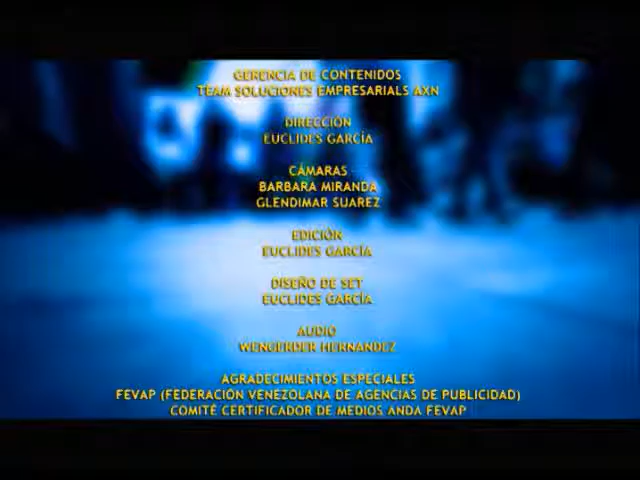 GERENCIA DE CONTENIDOS
TEAM SOLUCIONES EMPRESARIALS AXN
DIRECCIÓN
EUCLIDES GARCÍA
CÁMARAS
BARBARA MIRANDA
GLENDIMAR SUAREZ
EDICIÓN
EUCLIDES GARCÍA
DISEÑO DE SET
EUCLIDES GARCÍA
AUDIO
WENGERDER HERNANDEZ
AGRADECIMIENTOS ESPECIALES
FEVAP (FEDERACIÓN VENEZOLANA DE AGENCIAS DE PUBLICIDAD)
COMITÉ CERTIFICADOR DE MEDIOS ANDA FEVAP